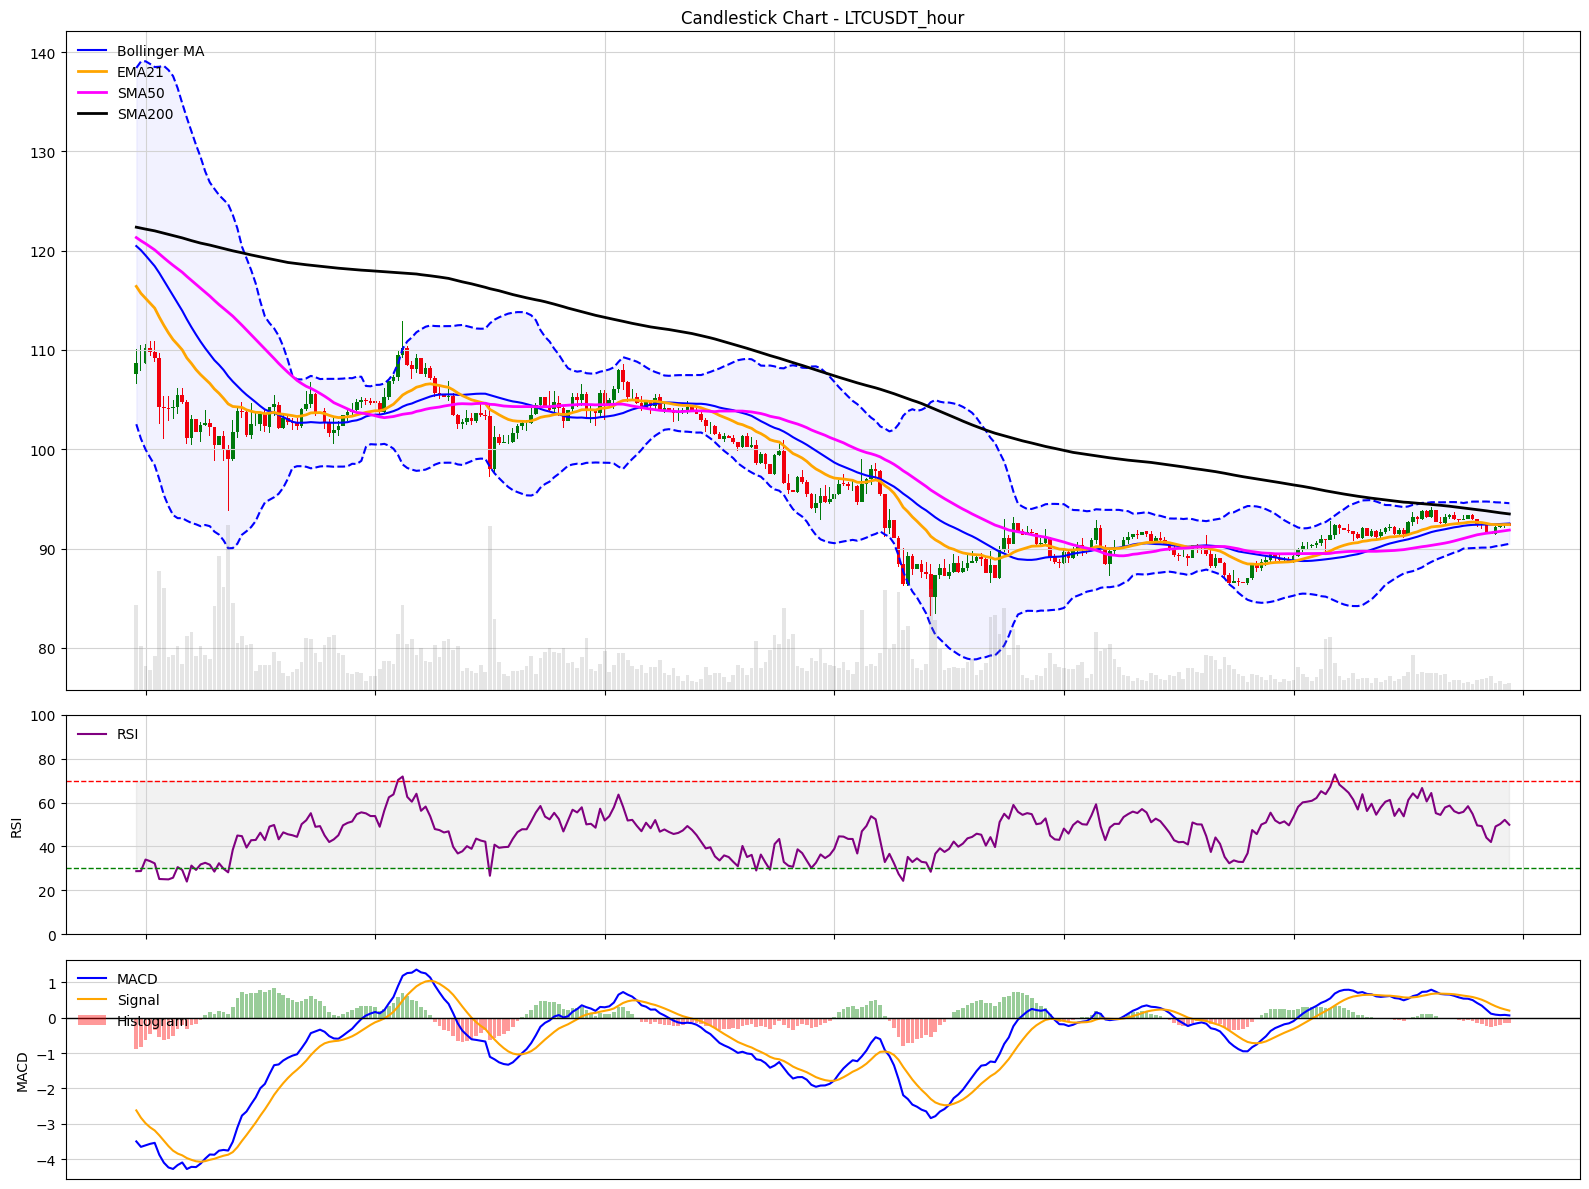 Candlestick Chart - LTCUSDT_hour
Bollinger MA
EMA21
SMA50
SMA200
140
130
120
110
100
90
80
RSI
100
80
60
40
20
0
RSI
MACD
Signal
Histogram
1
0
−1
−2
−3
−4
MACD